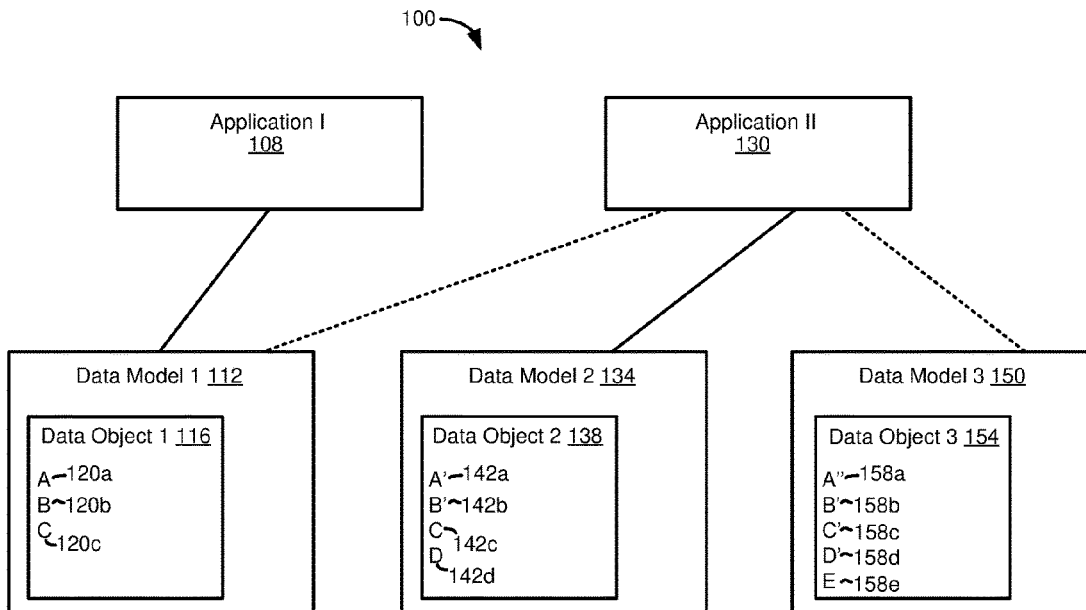 100
Application I
108
Application II
130
Data Model 1 112
Data Object 1 116
A 120a
B 120b
C 120c
Data Model 2 134
Data Object 2 138
A' 142a
B' 142b
C 142c
D 142d
Data Model 3 150
Data Object 3 154
A'' 158a
B' 158b
C' 158c
D' 158d
E 158e